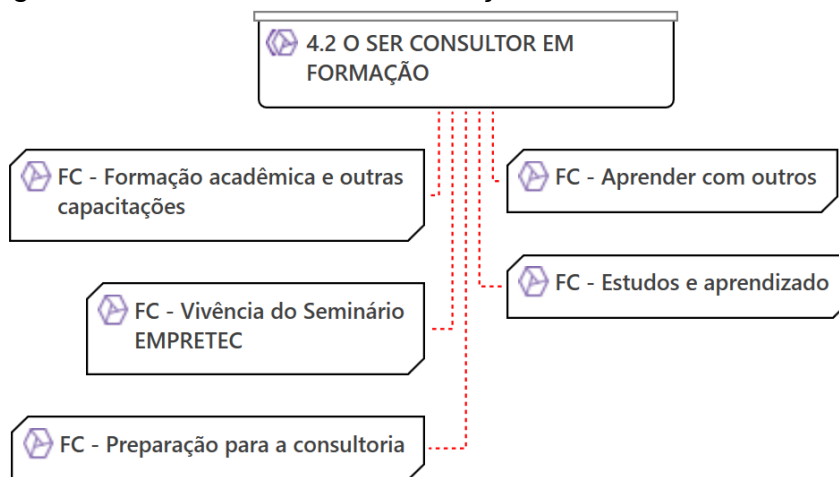 4.2 O SER CONSULTOR EM
FORMAÇÃO
FC - Formação acadêmica e outras
capacitações
FC - Aprender com outros
FC - Estudos e aprendizado
FC - Vivência do Seminário
EMPRETEC
FC - Preparação para a consultoria